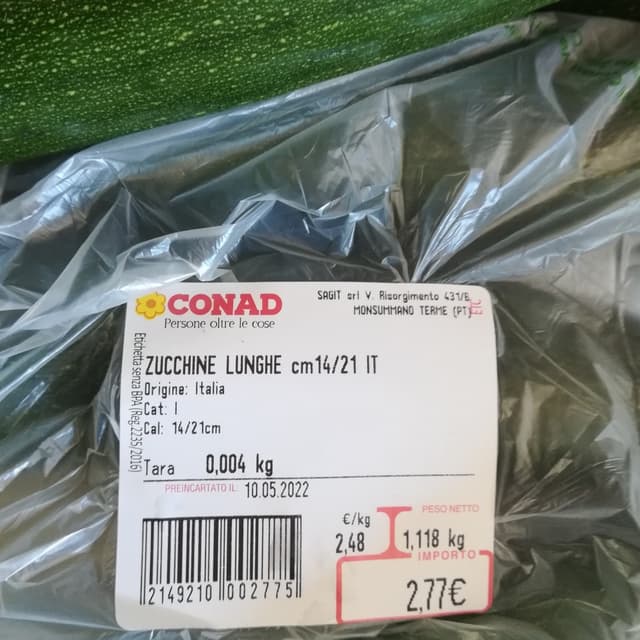 CONAD
Persone oltre le cose
SAGIT srl V. Risorgimento 431/E
MONSUMMANO TERME (PT)
Etichetta senza BPA (Reg.2235/2016)
ZUCCHINE LUNGHE cm14/21 IT
Origine: Italia
Cat: I
Cal: 14/21cm
Tara 0,004 kg
PREINCARTATO IL: 10.05.2022
€/kg
2,48
PESO NETTO
1,118 kg
IMPORTO
2,77€
2149210 002775